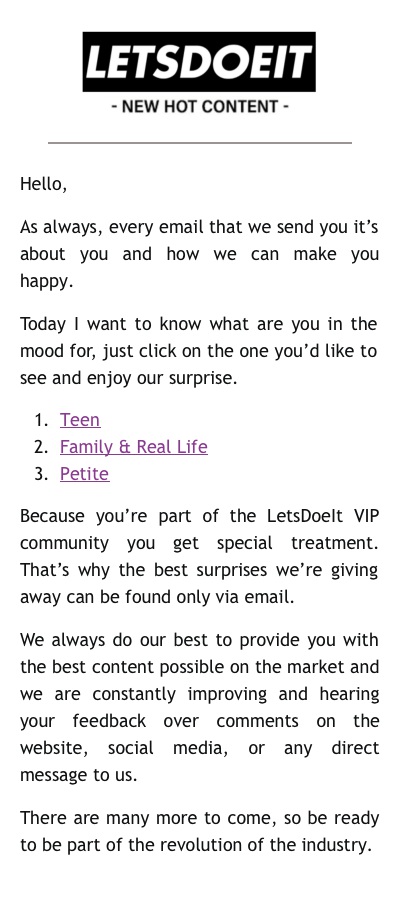 LETSDOEIT
- NEW HOT CONTENT -
Hello,
As always, every email that we send you it’s
about you and how we can make you
happy.
Today I want to know what are you in the
mood for, just click on the one you’d like to
see and enjoy our surprise.
1. Teen
2. Family & Real Life
3. Petite
Because you’re part of the LetsDoeIt VIP
community you get special treatment.
That’s why the best surprises we’re giving
away can be found only via email.
We always do our best to provide you with
the best content possible on the market and
we are constantly improving and hearing
your feedback over comments on the
website, social media, or any direct
message to us.
There are many more to come, so be ready
to be part of the revolution of the industry.